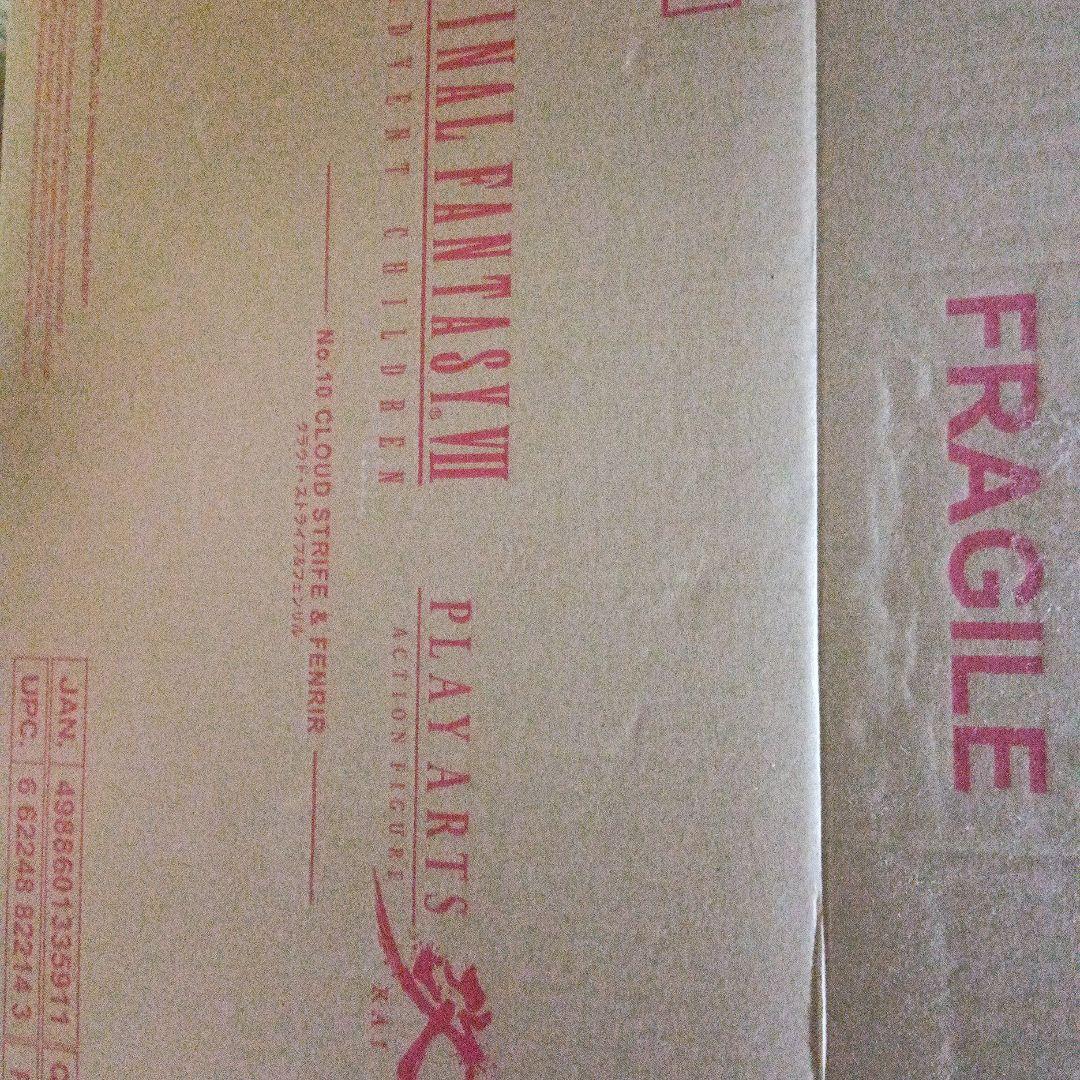 INAL FANTASY® VII
DVENT CHILDREN
PLAY ARTS
ACTION FIGURE
KAI
No.10 CLOUD STRIFE & FENRIR
クラウド・ストライフ&フェンリル
JAN. 4988601335911
UPC. 6 62248 82214 3
FRAGILE